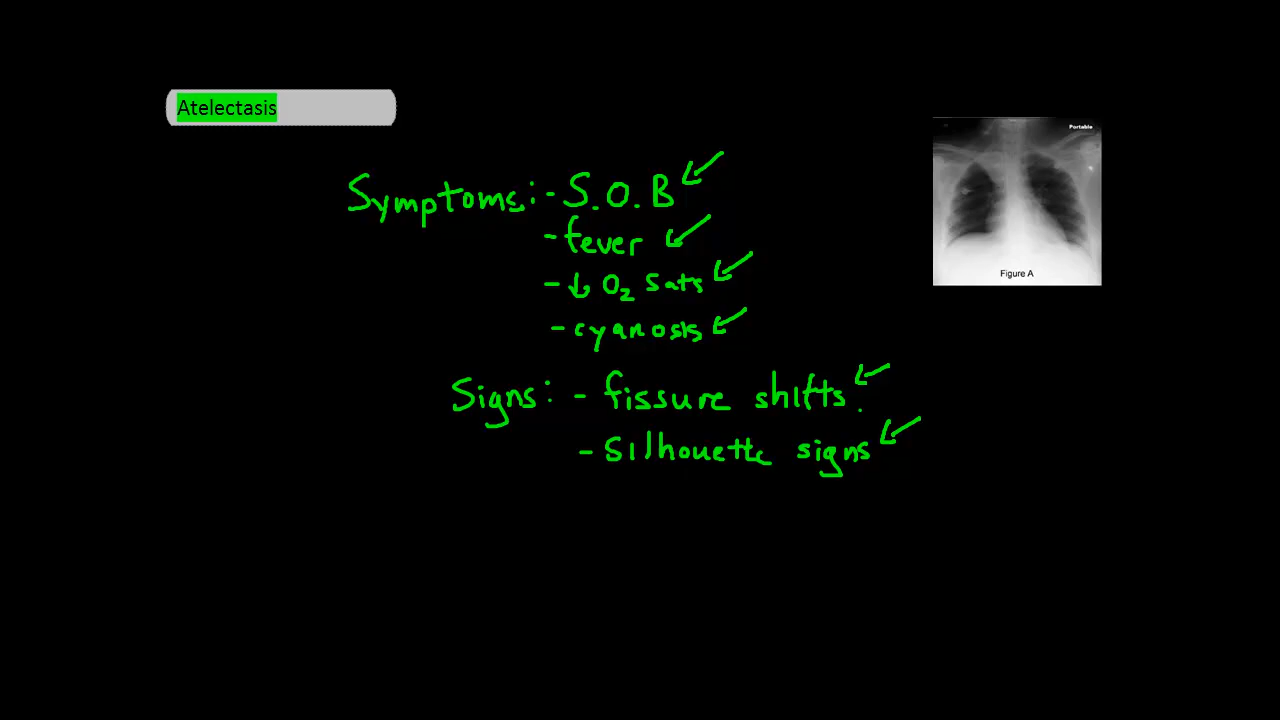 Atelectasis
Portable
Symptoms: - S.O.B
- fever
- ↓ O2 sats
- cyanosis
Figure A
Signs: - fissure shifts.
- Silhouette signs